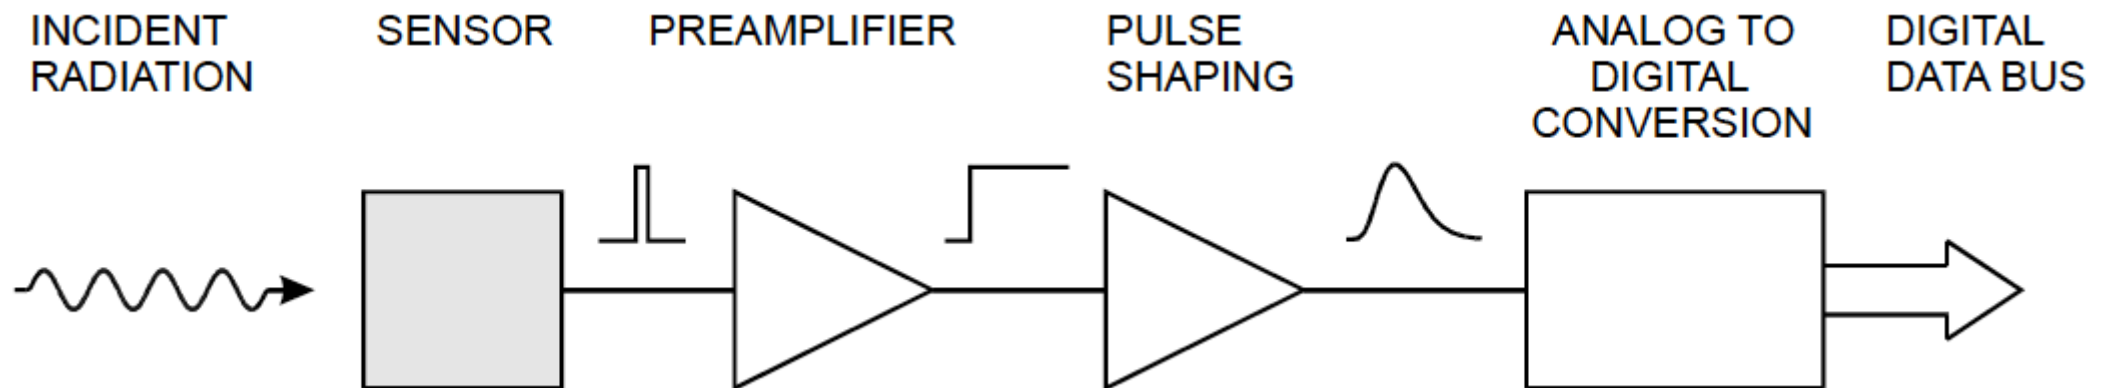 INCIDENT
RADIATION
SENSOR
PREAMPLIFIER
PULSE
SHAPING
ANALOG TO
DIGITAL
CONVERSION
DIGITAL
DATA BUS